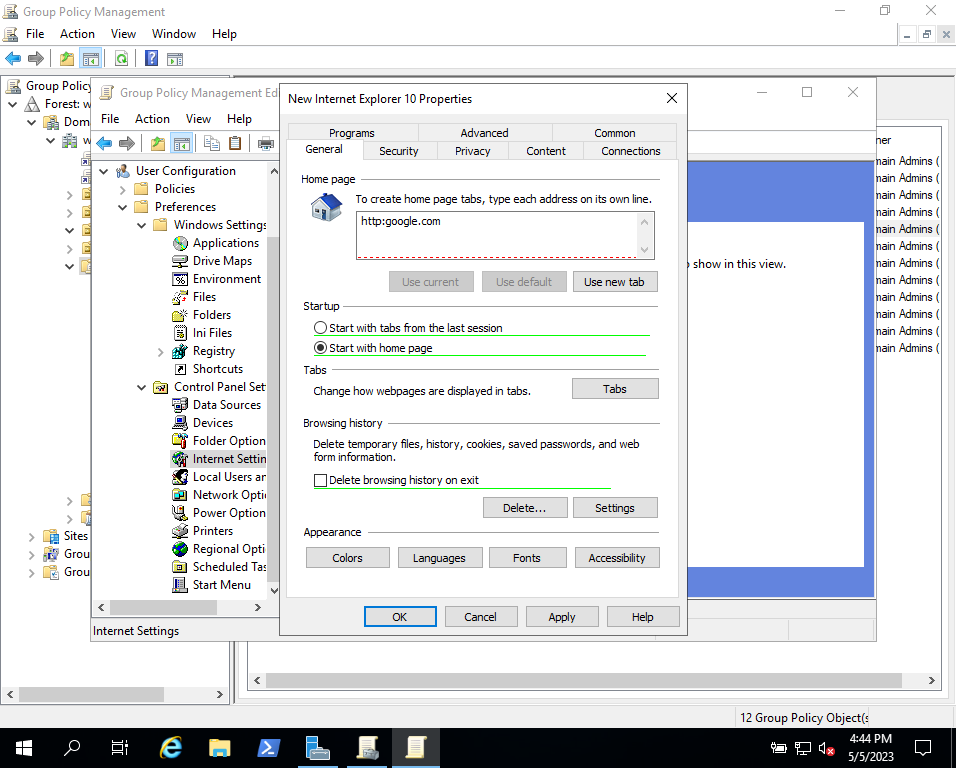 Group Policy Management
File Action View Window Help
Group Policy
Forest: w
Dom
w
Sites
Grou
Grou
Group Policy Management Ed
File Action View Help
User Configuration
Policies
Preferences
Windows Settings
Applications
Drive Maps
Environment
Files
Folders
Ini Files
Registry
Shortcuts
Control Panel Set
Data Sources
Devices
Folder Option
Internet Settin
Local Users an
Network Optio
Power Option
Printers
Regional Opti
Scheduled Tas
Start Menu
Internet Settings
New Internet Explorer 10 Properties
Programs Advanced Common
General Security Privacy Content Connections
Home page
To create home page tabs, type each address on its own line.
http:google.com
Use current Use default Use new tab
Startup
Start with tabs from the last session
Start with home page
Tabs
Change how webpages are displayed in tabs.
Tabs
Browsing history
Delete temporary files, history, cookies, saved passwords, and web
form information.
Delete browsing history on exit
Delete... Settings
Appearance
Colors Languages Fonts Accessibility
OK Cancel Apply Help
o show in this view.
ner
main Admins (
main Admins (
main Admins (
main Admins (
main Admins (
main Admins (
main Admins (
main Admins (
main Admins (
main Admins (
main Admins (
main Admins (
12 Group Policy Object(s
4:44 PM
5/5/2023